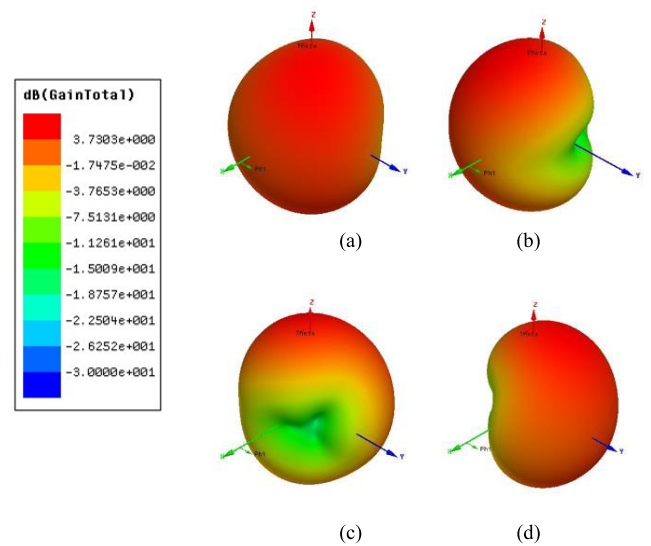 dB(GainTotal)
3.7303e+000
-1.7475e-002
-3.7653e+000
-7.5131e+000
-1.1261e+001
-1.5009e+001
-1.8757e+001
-2.2504e+001
-2.6252e+001
-3.0000e+001
Z
Theta
X
Phi
Y
(a)
Z
Theta
X
Phi
Y
(b)
Z
Theta
X
Phi
Y
(c)
Z
Theta
X
Phi
Y
(d)